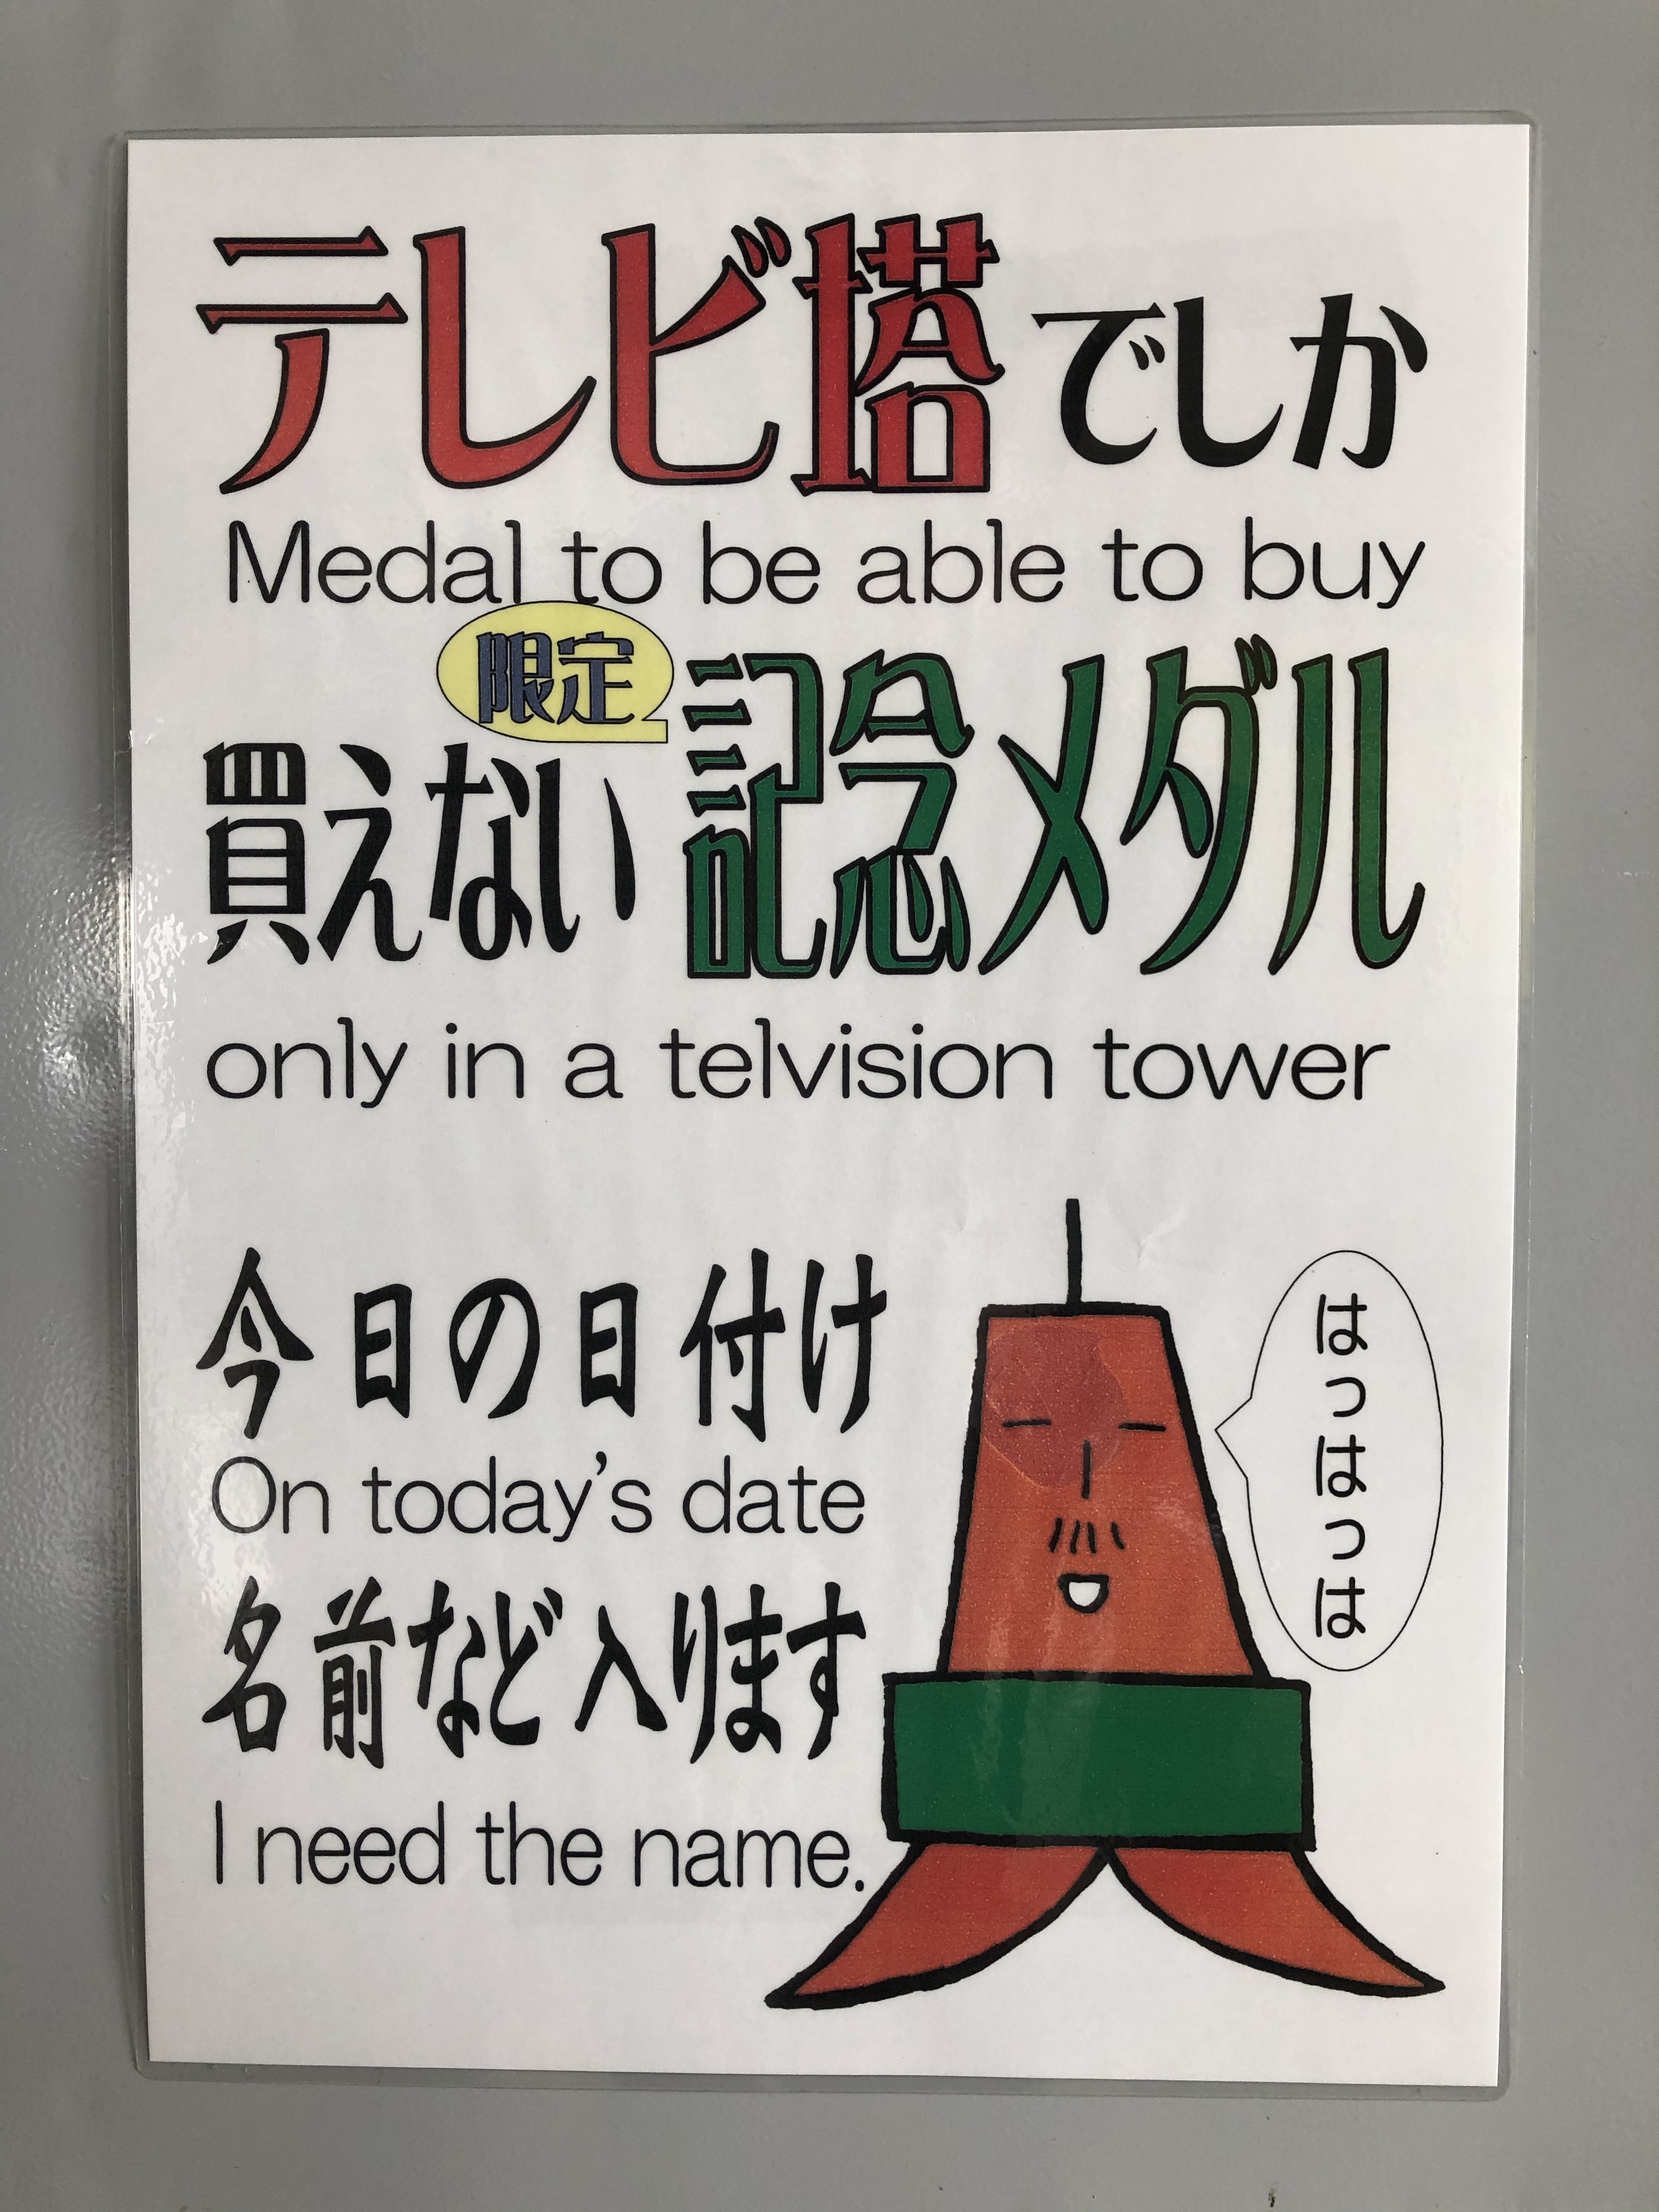 テレビ塔でしか
Medal to be able to buy
限定
買えない記念メダル
only in a telvision tower
今日の日付け
On today's date
名前など入ります
I need the name.
はっはっは